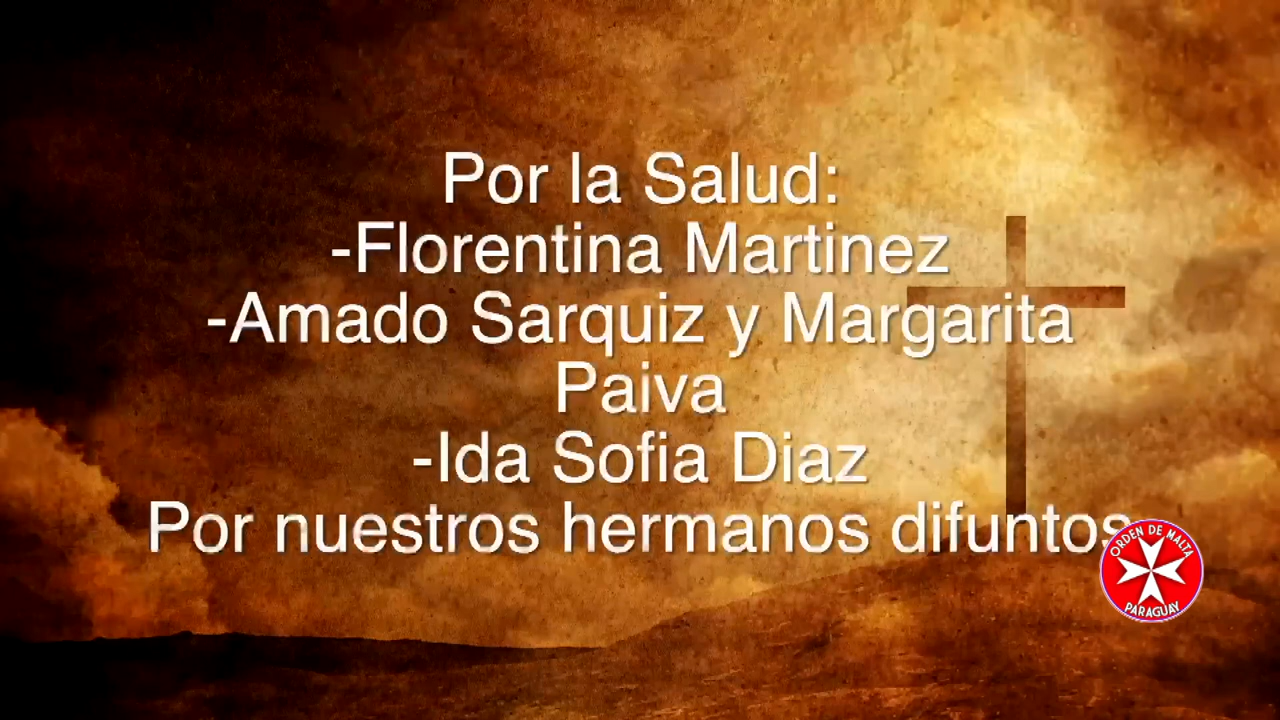 Por la Salud:
-Florentina Martinez
-Amado Sarquiz y Margarita
Paiva
-Ida Sofia Diaz
Por nuestros hermanos difuntos
ORDEN DE MALTA
PARAGUAY